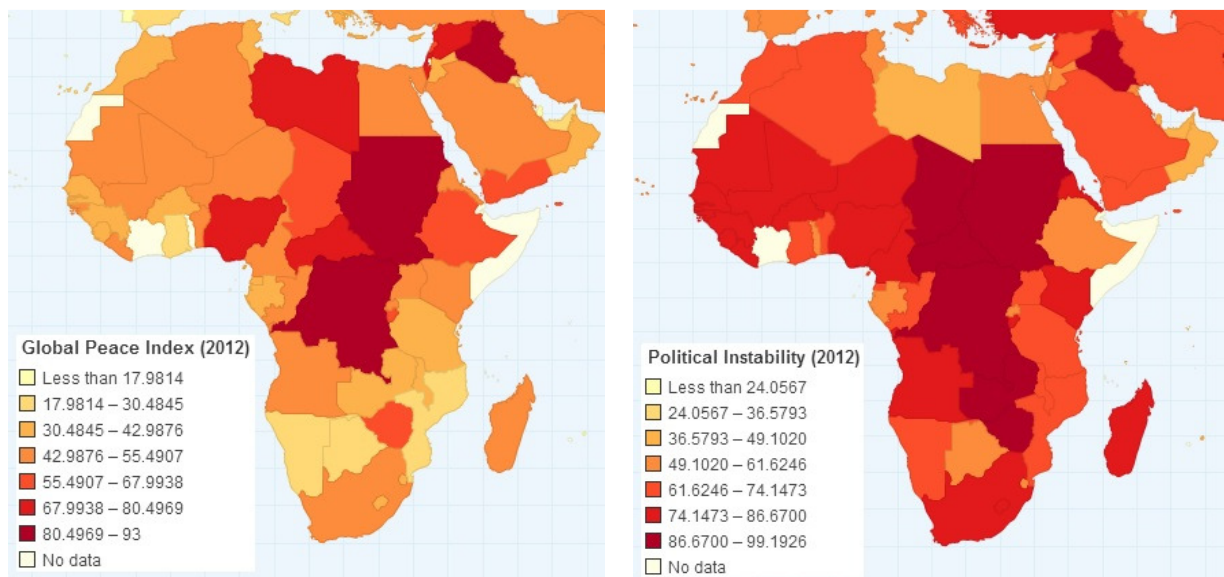 Global Peace Index (2012)
Less than 17.9814
17.9814 – 30.4845
30.4845 – 42.9876
42.9876 – 55.4907
55.4907 – 67.9938
67.9938 – 80.4969
80.4969 – 93
No data
Political Instability (2012)
Less than 24.0567
24.0567 – 36.5793
36.5793 – 49.1020
49.1020 – 61.6246
61.6246 – 74.1473
74.1473 – 86.6700
86.6700 – 99.1926
No data